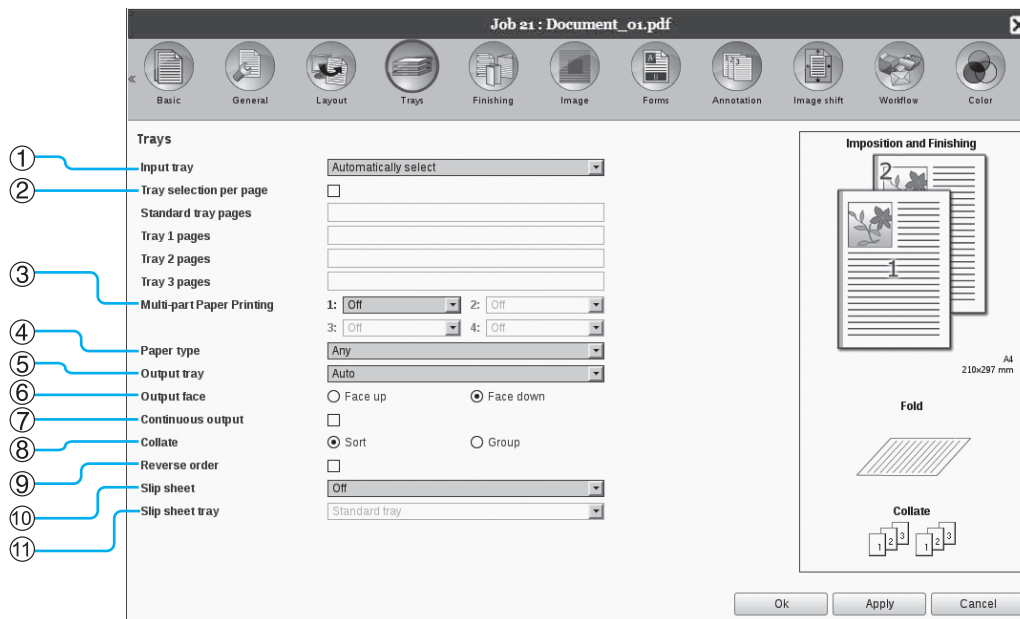 Job 21 : Document_01.pdf
«
Basic General Layout Trays Finishing Image Forms Annotation Image shift Workflow Color
Trays
① Input tray Automatically select
② Tray selection per page
Standard tray pages
Tray 1 pages
Tray 2 pages
Tray 3 pages
③ Multi-part Paper Printing 1: Off 2: Off
3: Off 4: Off
④ Paper type Any
⑤ Output tray Auto
⑥ Output face Face up Face down
⑦ Continuous output
⑧ Collate Sort Group
⑨ Reverse order
⑩ Slip sheet Off
⑪ Slip sheet tray Standard tray
Imposition and Finishing
2
1
A4
210×297 mm
Fold
Collate
1 2 3 1 2 3
Ok Apply Cancel